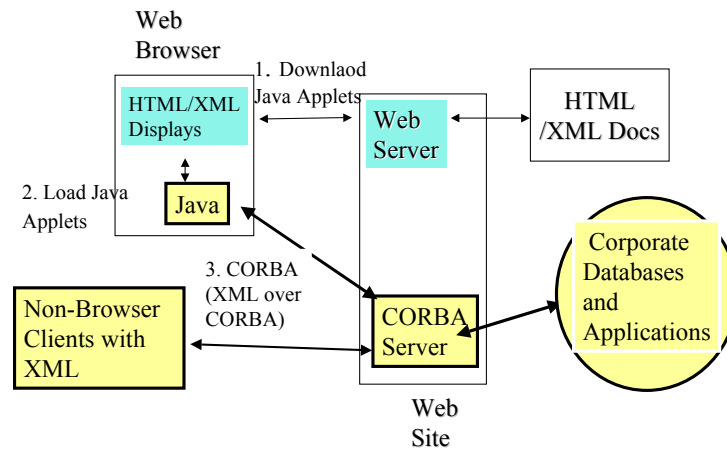 Web
Browser
1. Downlaod
Java Applets
HTML/XML
Displays
Web
Server
HTML
/XML Docs
2. Load Java
Applets
Java
3. CORBA
(XML over
CORBA)
Non-Browser
Clients with
XML
CORBA
Server
Corporate
Databases
and
Applications
Web
Site